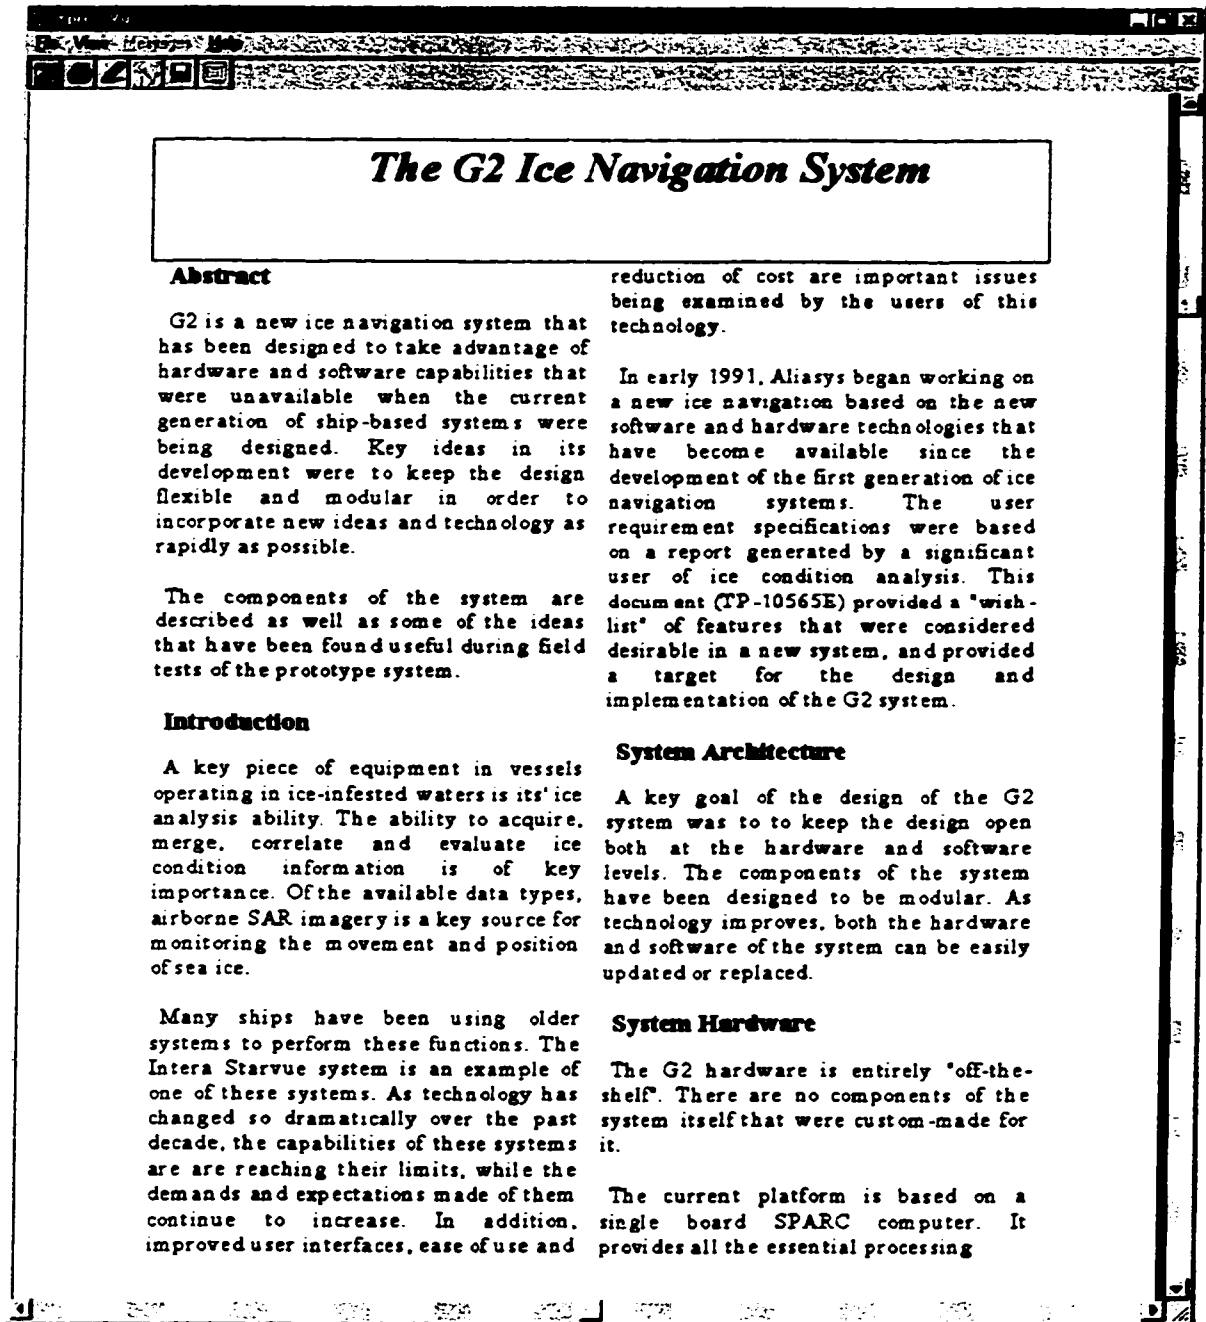 File View Messages Help
The G2 Ice Navigation System
Abstract
G2 is a new ice navigation system that
has been designed to take advantage of
hardware and software capabilities that
were unavailable when the current
generation of ship-based systems were
being designed. Key ideas in its
development were to keep the design
flexible and modular in order to
incorporate new ideas and technology as
rapidly as possible.
The components of the system are
described as well as some of the ideas
that have been found useful during field
tests of the prototype system.
Introduction
A key piece of equipment in vessels
operating in ice-infested waters is its' ice
analysis ability. The ability to acquire,
merge, correlate and evaluate ice
condition information is of key
importance. Of the available data types,
airborne SAR imagery is a key source for
monitoring the movement and position
of sea ice.
Many ships have been using older
systems to perform these functions. The
Intera Starvue system is an example of
one of these systems. As technology has
changed so dramatically over the past
decade, the capabilities of these systems
are are reaching their limits, while the
demands and expectations made of them
continue to increase. In addition,
improved user interfaces, ease of use and
reduction of cost are important issues
being examined by the users of this
technology.
In early 1991, Aliasys began working on
a new ice navigation based on the new
software and hardware technologies that
have become available since the
development of the first generation of ice
navigation systems. The user
requirement specifications were based
on a report generated by a significant
user of ice condition analysis. This
document (TP-10565E) provided a "wish-
list" of features that were considered
desirable in a new system, and provided
a target for the design and
implementation of the G2 system.
System Architecture
A key goal of the design of the G2
system was to to keep the design open
both at the hardware and software
levels. The components of the system
have been designed to be modular. As
technology improves, both the hardware
and software of the system can be easily
updated or replaced.
System Hardware
The G2 hardware is entirely "off-the-
shelf". There are no components of the
system itself that were custom-made for
it.
The current platform is based on a
single board SPARC computer. It
provides all the essential processing